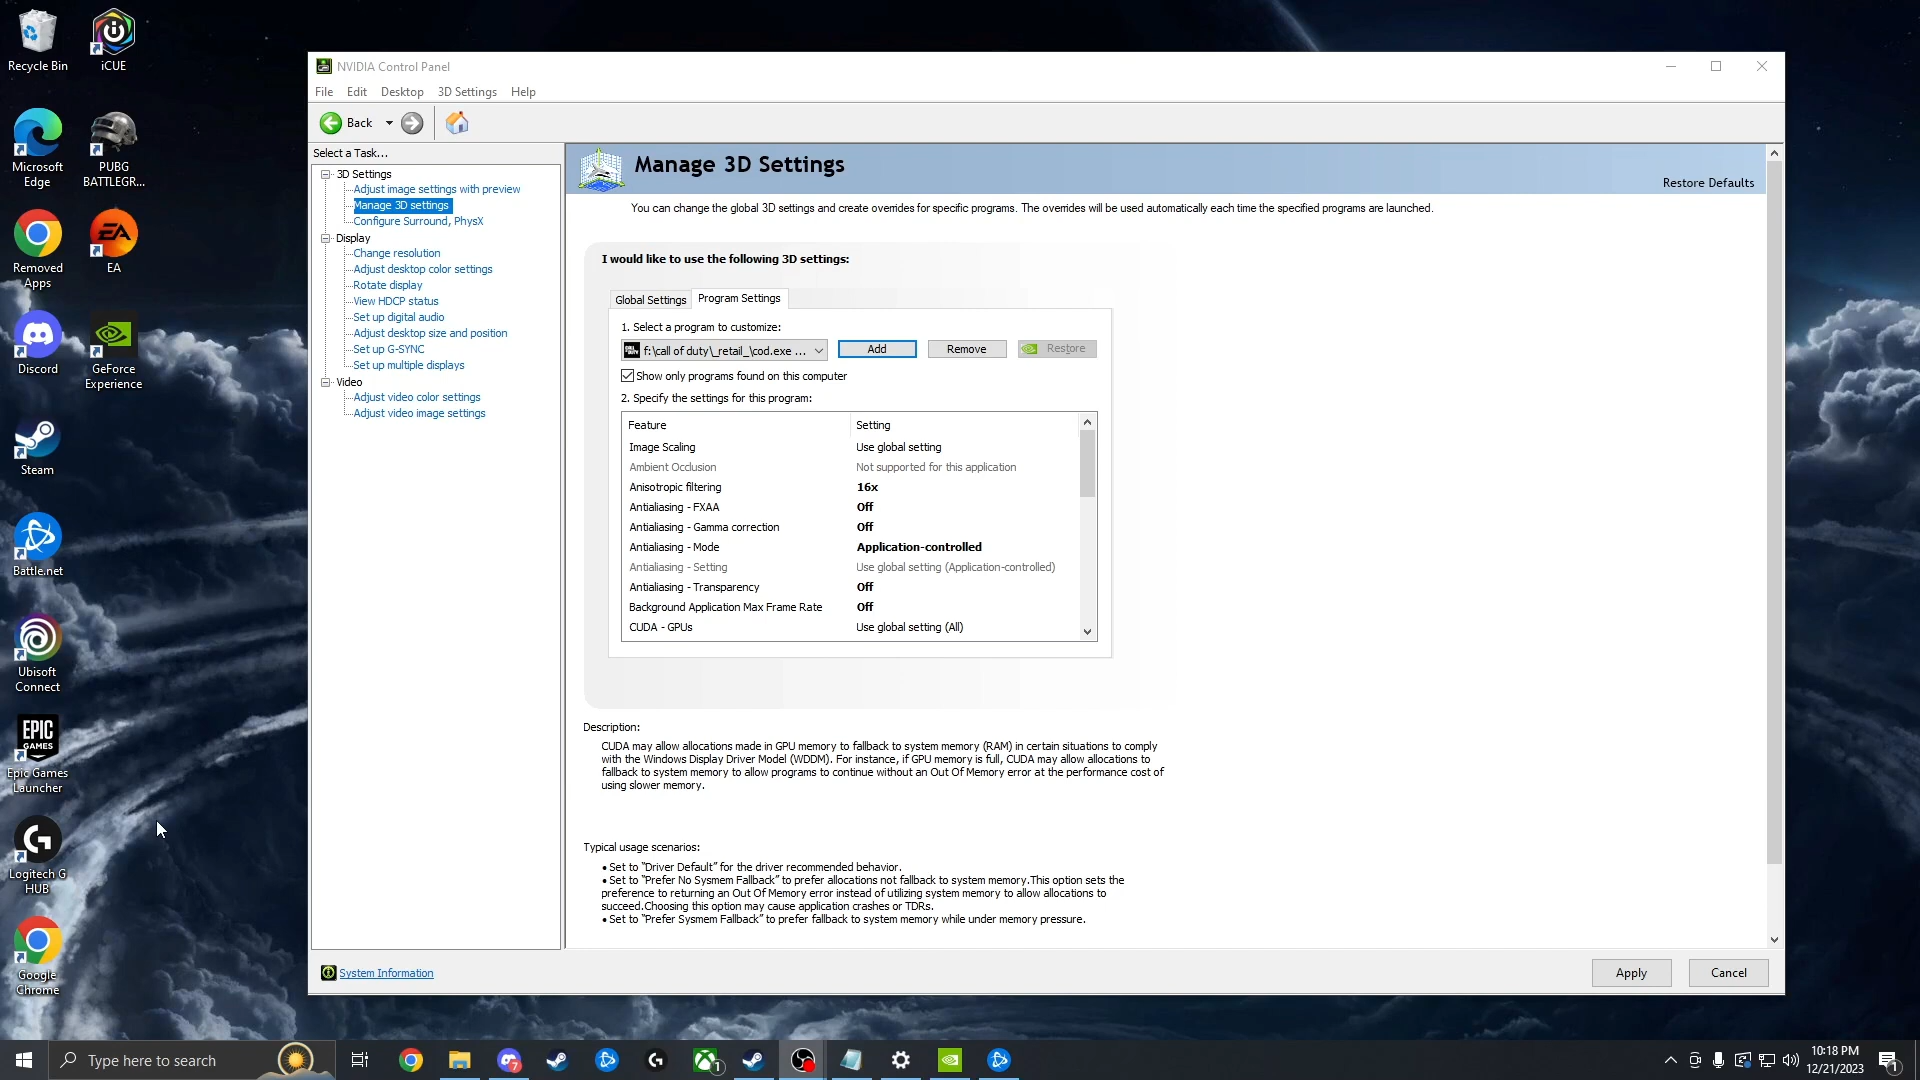 Recycle Bin
iCUE
Microsoft
Edge
PUBG
BATTLEGR...
Removed
Apps
EA
EA
Discord
GeForce
Experience
Steam
Battle.net
Ubisoft
Connect
EPIC
GAMES
Epic Games
Launcher
Logitech G
HUB
Google
Chrome
NVIDIA Control Panel
File Edit Desktop 3D Settings Help
Back
Select a Task...
3D Settings
Adjust image settings with preview
Manage 3D settings
Configure Surround, PhysX
Display
Change resolution
Adjust desktop color settings
Rotate display
View HDCP status
Set up digital audio
Adjust desktop size and position
Set up G-SYNC
Set up multiple displays
Video
Adjust video color settings
Adjust video image settings
Manage 3D Settings
Restore Defaults
You can change the global 3D settings and create overrides for specific programs. The overrides will be used automatically each time the specified programs are launched.
I would like to use the following 3D settings:
Global Settings Program Settings
1. Select a program to customize:
f:\call of duty\_retail_\cod.exe ... Add Remove Restore
Show only programs found on this computer
2. Specify the settings for this program:
Feature Setting
Image Scaling Use global setting
Ambient Occlusion Not supported for this application
Anisotropic filtering 16x
Antialiasing - FXAA Off
Antialiasing - Gamma correction Off
Antialiasing - Mode Application-controlled
Antialiasing - Setting Use global setting (Application-controlled)
Antialiasing - Transparency Off
Background Application Max Frame Rate Off
CUDA - GPUs Use global setting (All)
Description:
CUDA may allow allocations made in GPU memory to fallback to system memory (RAM) in certain situations to comply
with the Windows Display Driver Model (WDDM). For instance, if GPU memory is full, CUDA may allow allocations to
fallback to system memory to allow programs to continue without an Out Of Memory error at the performance cost of
using slower memory.
Typical usage scenarios:
• Set to "Driver Default" for the driver recommended behavior.
• Set to "Prefer No Sysmem Fallback" to prefer allocations not fallback to system memory.This option sets the
preference to returning an Out Of Memory error instead of utilizing system memory to allow allocations to
succeed.Choosing this option may cause application crashes or TDRs.
• Set to "Prefer Sysmem Fallback" to prefer fallback to system memory while under memory pressure.
System Information
Apply Cancel
Type here to search
7
1
10:18 PM
12/21/2023
1